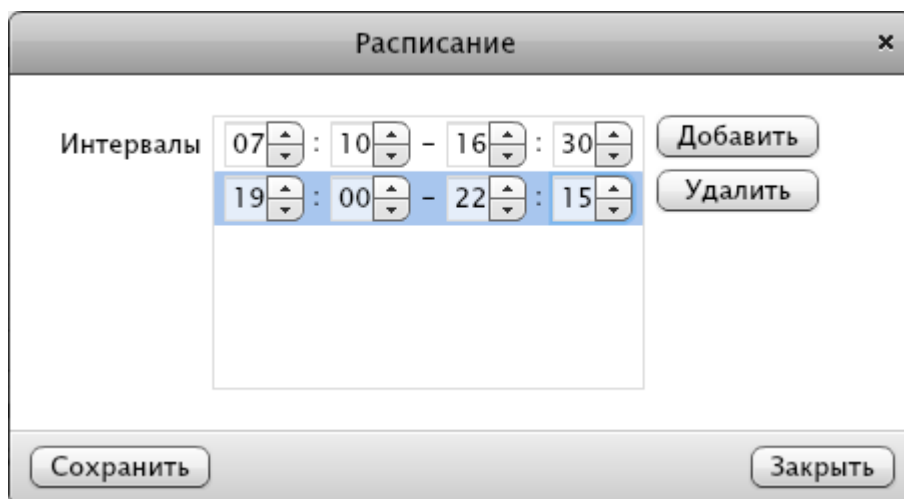 Расписание
Интервалы 07 : 10 – 16 : 30 Добавить
19 : 00 – 22 : 15 Удалить
Сохранить Закрыть